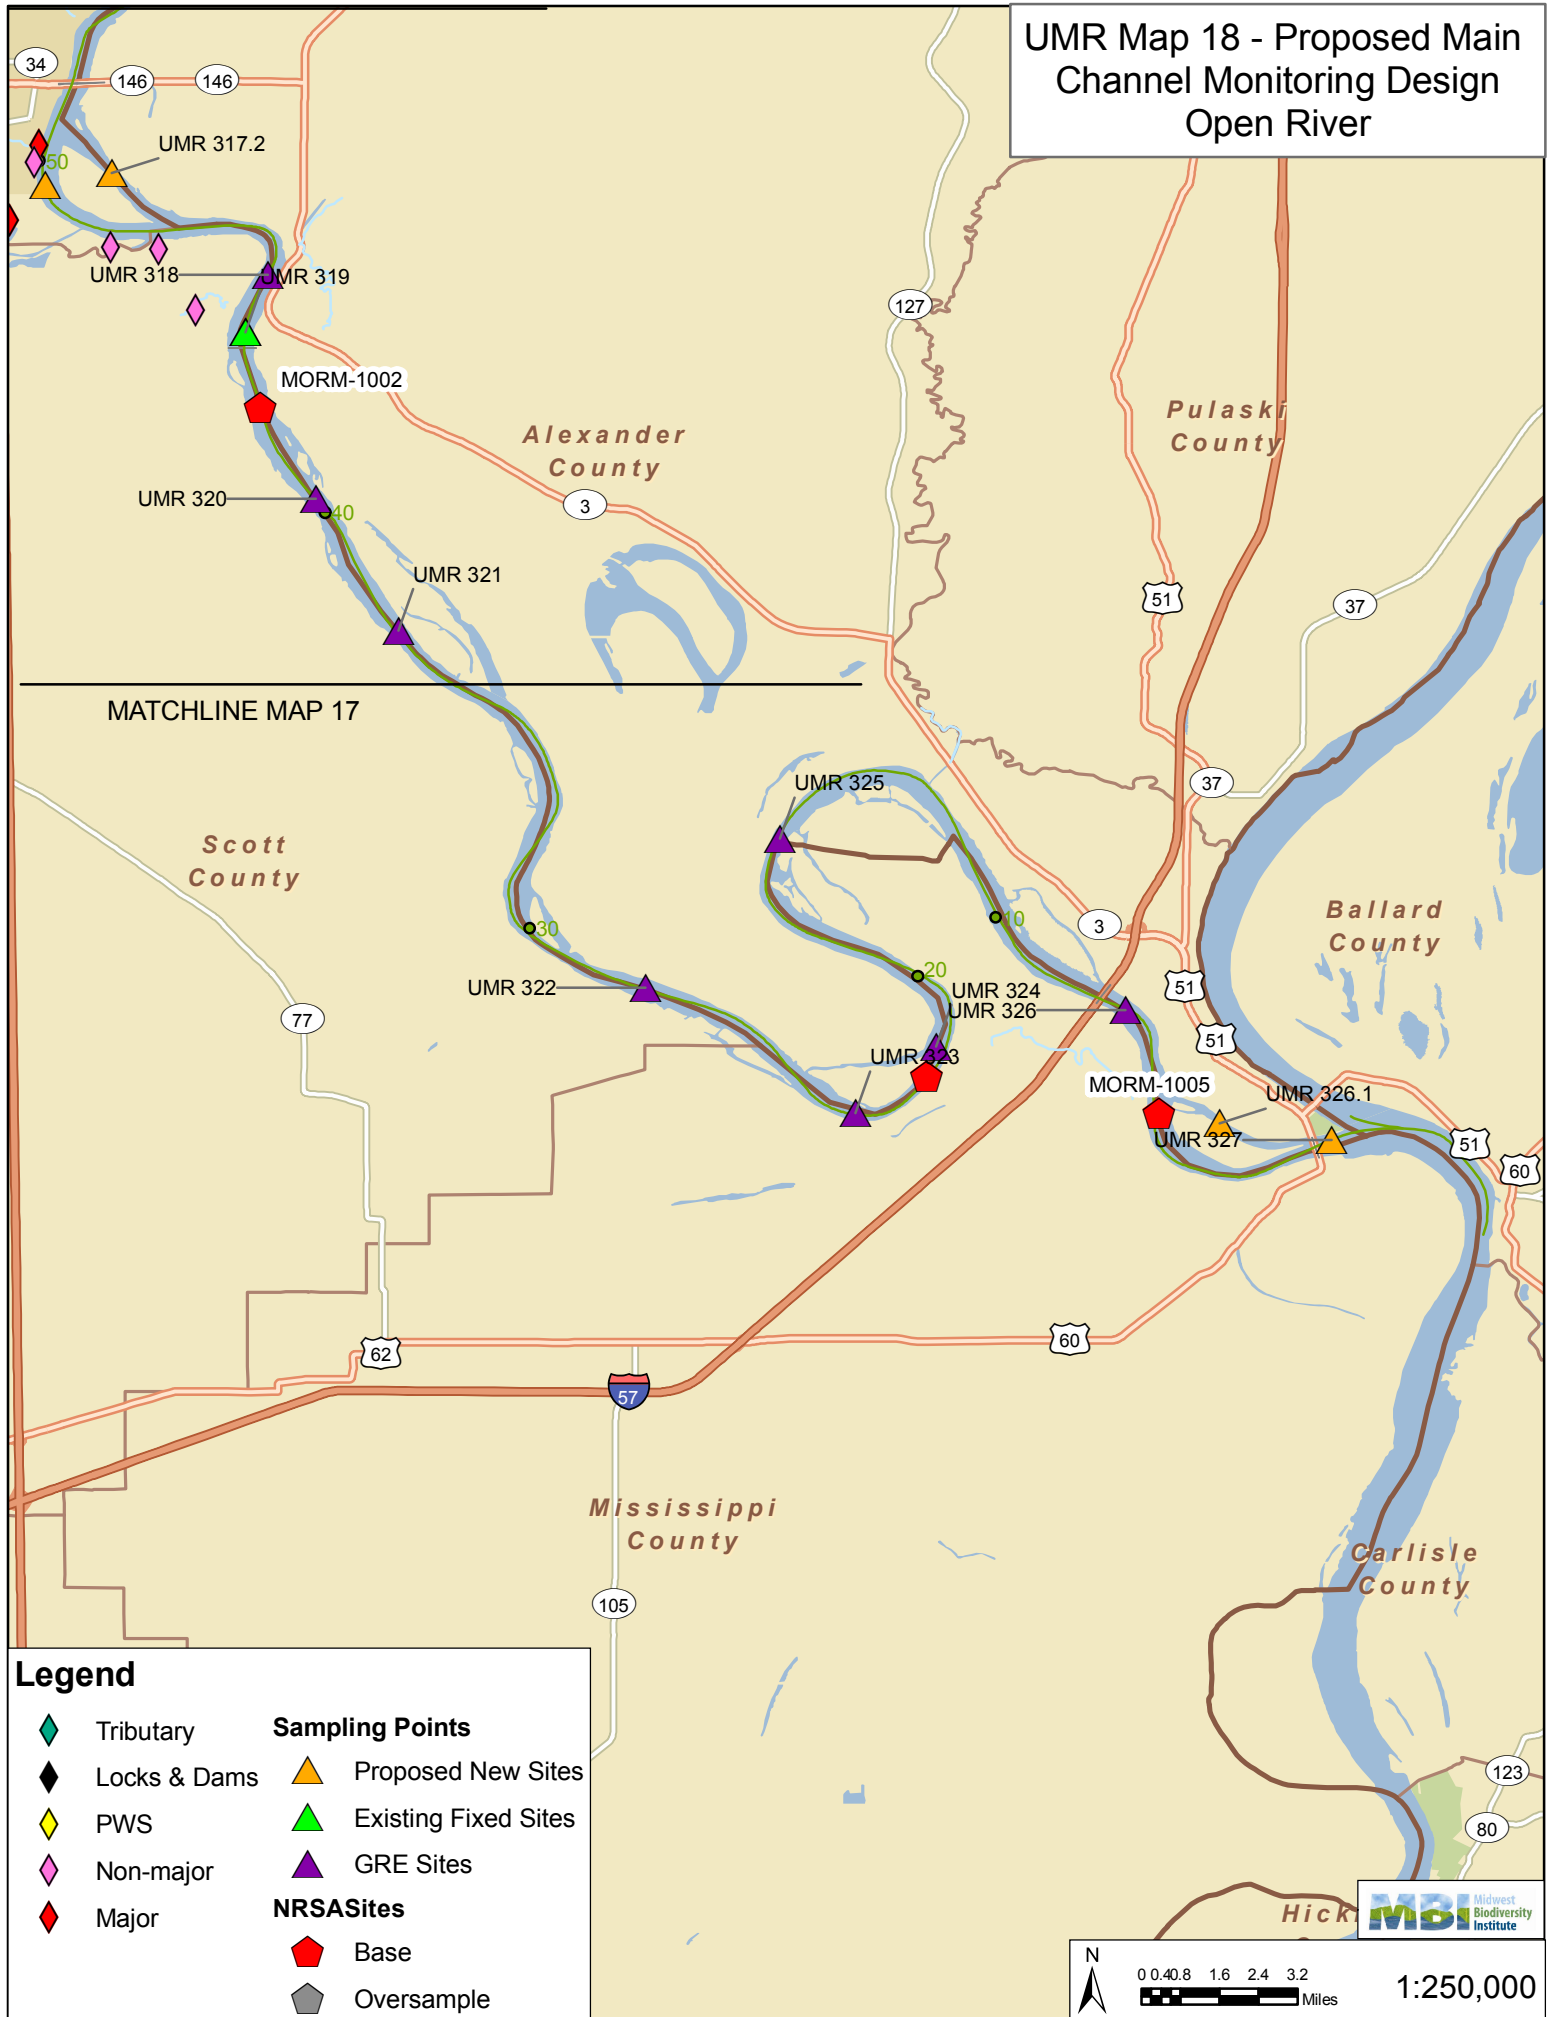 UMR Map 18 - Proposed Main
Channel Monitoring Design
Open River
34
146
146
UMR 317.2
50
UMR 318
UMR 319
127
MORM-1002
Alexander
County
Pulaski
County
3
UMR 320
40
UMR 321
51
37
MATCHLINE MAP 17
UMR 325
37
Scott
County
Ballard
County
30
10
3
20
UMR 322
UMR 324
UMR 326
51
77
51
UMR 323
MORM-1005
UMR 326.1
UMR 327
51
60
62
60
57
Mississippi
County
Carlisle
County
105
123
80
Legend
Tributary
Locks & Dams
PWS
Non-major
Major
Sampling Points
Proposed New Sites
Existing Fixed Sites
GRE Sites
NRSASites
Base
Oversample
Hick
MBI Midwest
Biodiversity
Institute
N
0 0.40.8 1.6 2.4 3.2
Miles
1:250,000